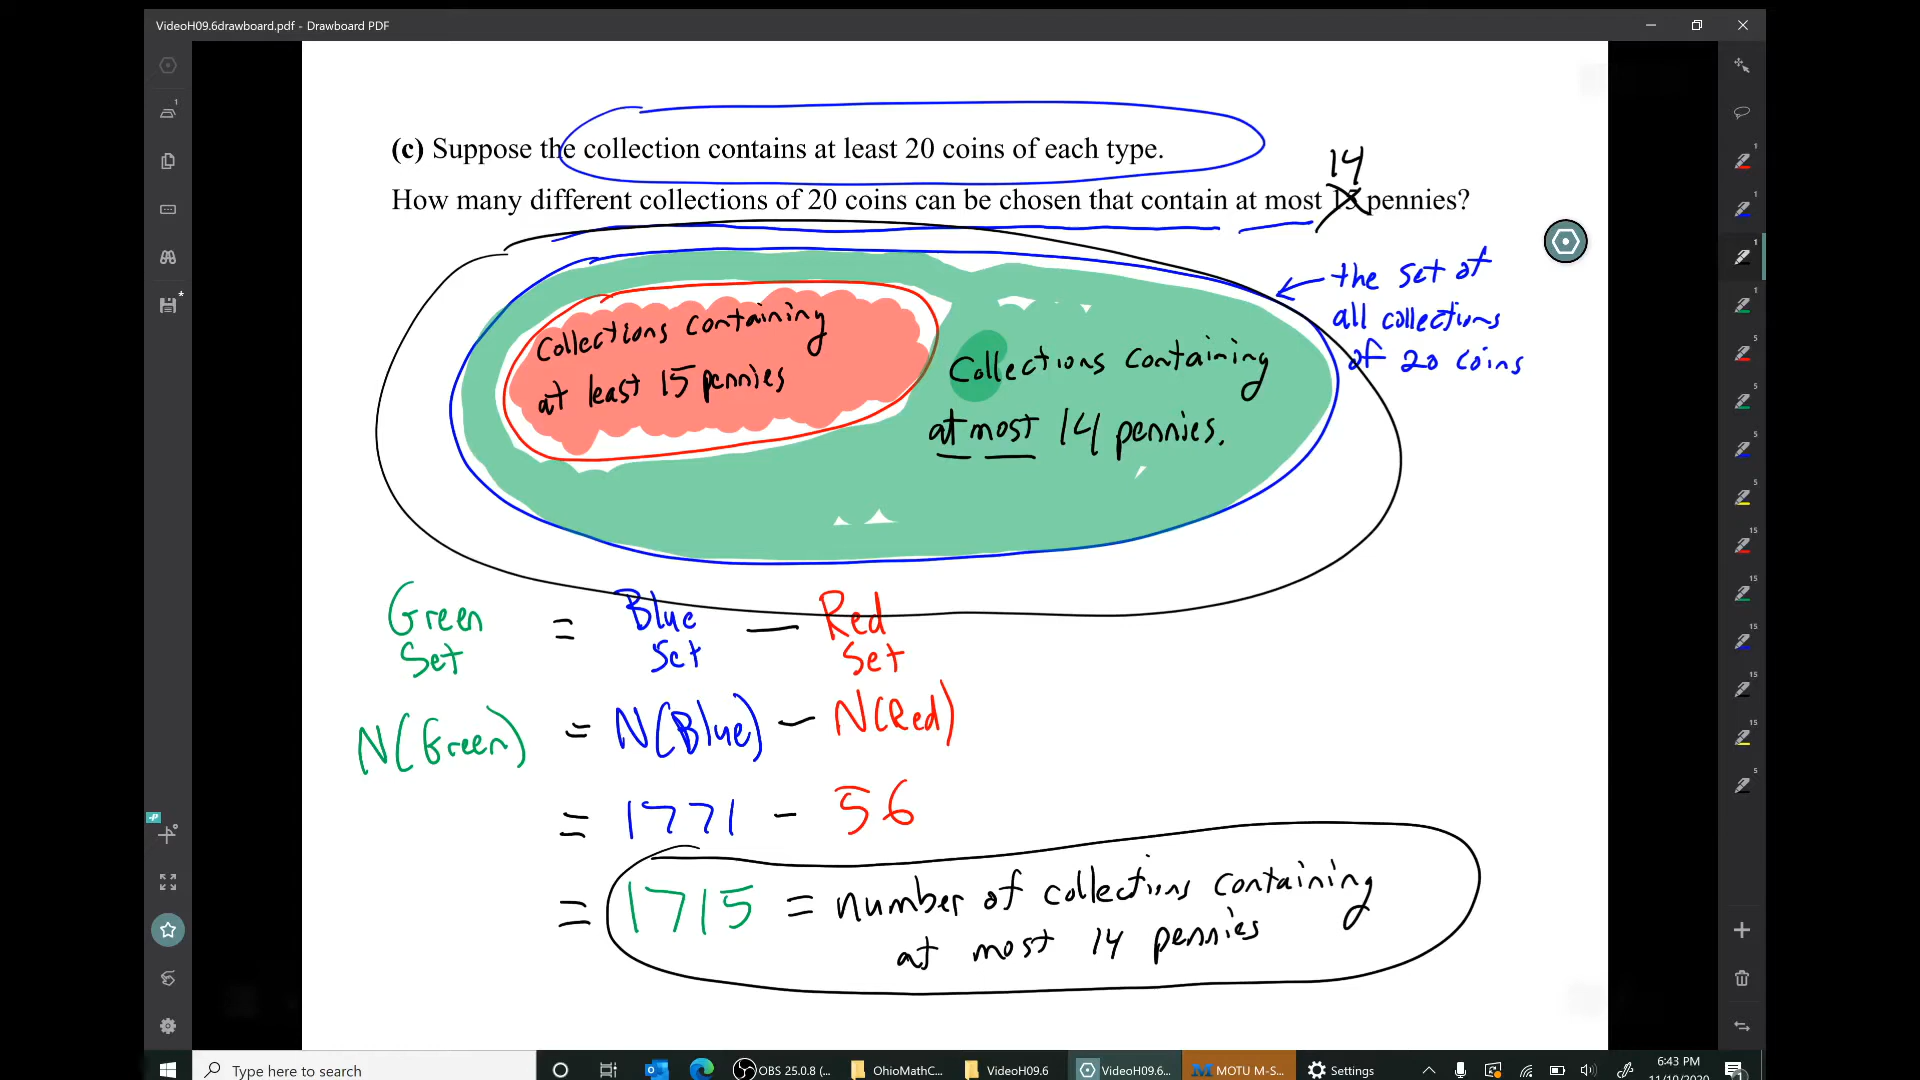 VideoH09.6drawboard.pdf - Drawboard PDF
(c) Suppose the collection contains at least 20 coins of each type.
14
How many different collections of 20 coins can be chosen that contain at most 15 pennies?
the set of
all collections
of 20 coins
Collections containing
at least 15 pennies
Collections containing
at most 14 pennies.
Green Set = Blue Set — Red Set
N(Green) = N(Blue) - N(Red)
= 1771 - 56
= 1715 = number of collections containing
at most 14 pennies
Type here to search
OBS 25.0.8 (...
OhioMathC...
VideoH09.6
VideoH09.6...
MOTU M-S...
Settings
6:43 PM
11/10/2020